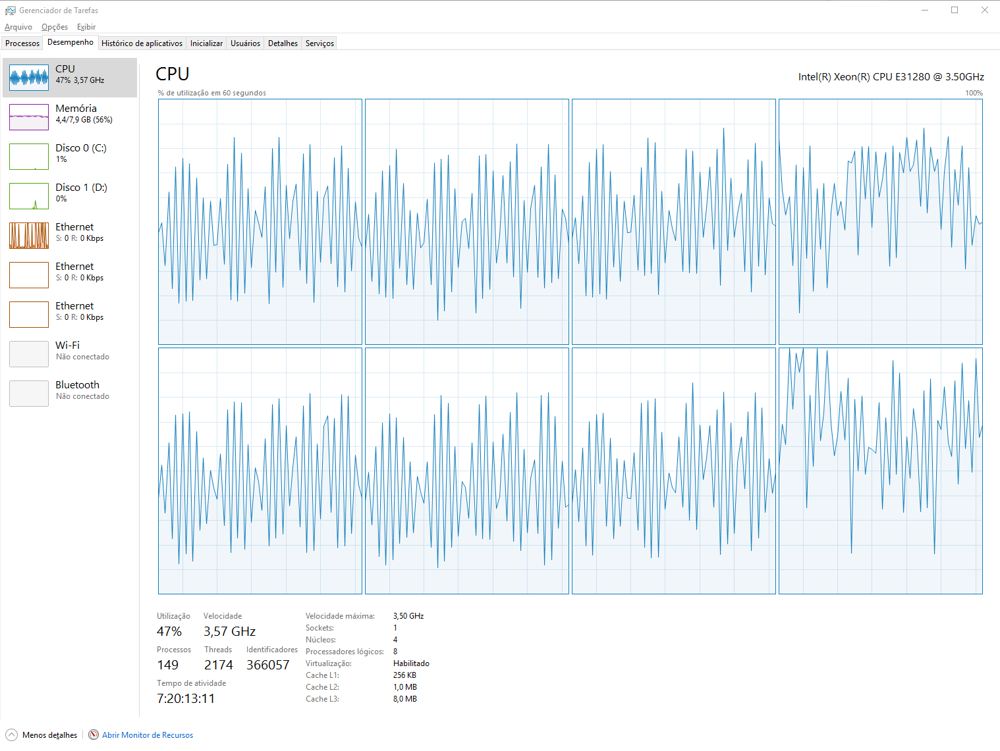 Gerenciador de Tarefas
Arquivo Opções Exibir
Processos Desempenho Histórico de aplicativos Inicializar Usuários Detalhes Serviços
CPU
47% 3,57 GHz
Memória
4,4/7,9 GB (56%)
Disco 0 (C:)
1%
Disco 1 (D:)
0%
Ethernet
S: 0 R: 0 Kbps
Ethernet
S: 0 R: 0 Kbps
Ethernet
S: 0 R: 0 Kbps
Wi-Fi
Não conectado
Bluetooth
Não conectado
CPU
Intel(R) Xeon(R) CPU E31280 @ 3.50GHz
% de utilização em 60 segundos 100%
Utilização Velocidade
47% 3,57 GHz
Processos Threads Identificadores
149 2174 366057
Tempo de atividade
7:20:13:11
Velocidade máxima: 3,50 GHz
Sockets: 1
Núcleos: 4
Processadores lógicos: 8
Virtualização: Habilitado
Cache L1: 256 KB
Cache L2: 1,0 MB
Cache L3: 8,0 MB
Menos detalhes Abrir Monitor de Recursos